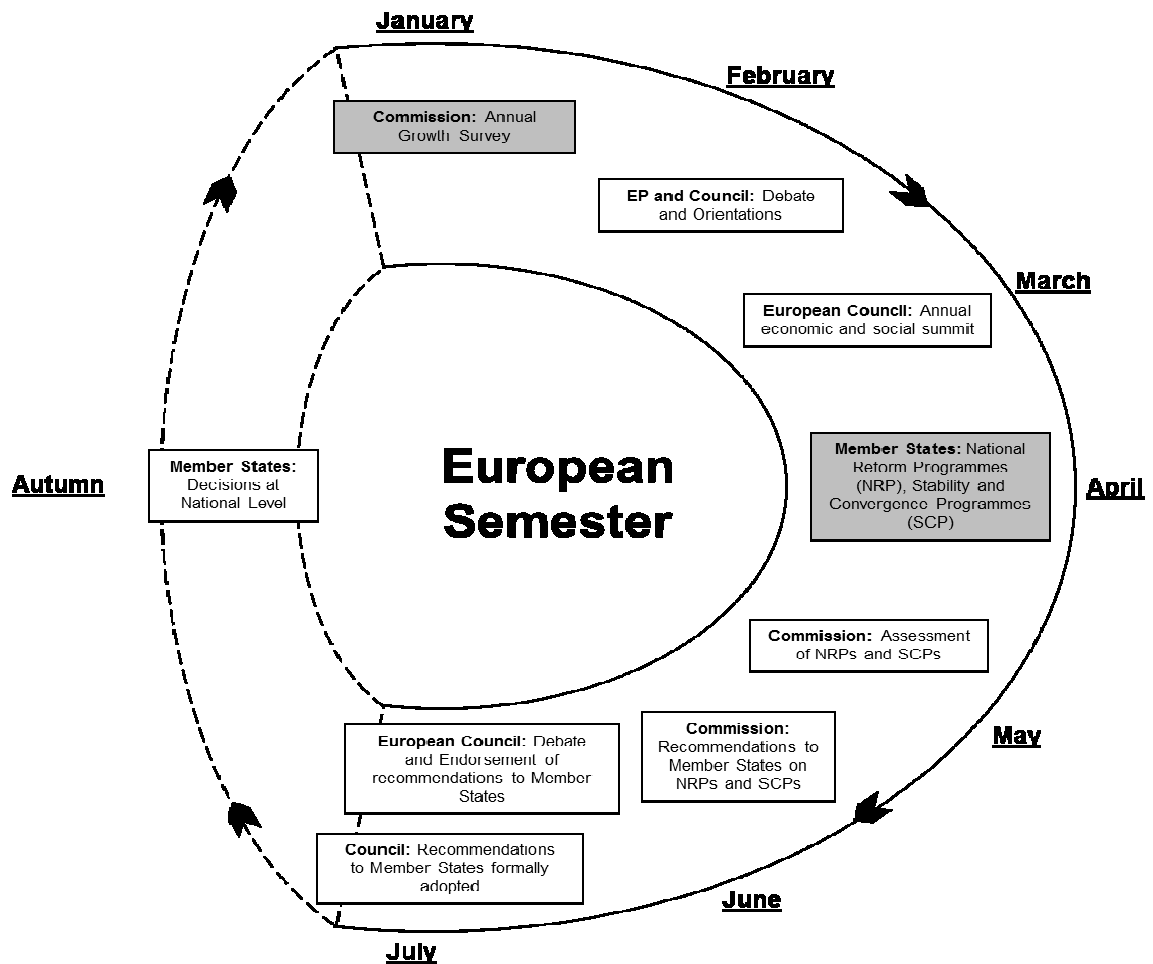 January
February
Commission: Annual
Growth Survey
EP and Council: Debate
and Orientations
March
European Council: Annual
economic and social summit
Member States: National
Reform Programmes
(NRP), Stability and
Convergence Programmes
(SCP)
April
Autumn
Member States:
Decisions at
National Level
European
Semester
Commission: Assessment
of NRPs and SCPs
May
Commission:
Recommendations to
Member States on
NRPs and SCPs
European Council: Debate
and Endorsement of
recommendations to Member
States
Council: Recommendations
to Member States formally
adopted
June
July